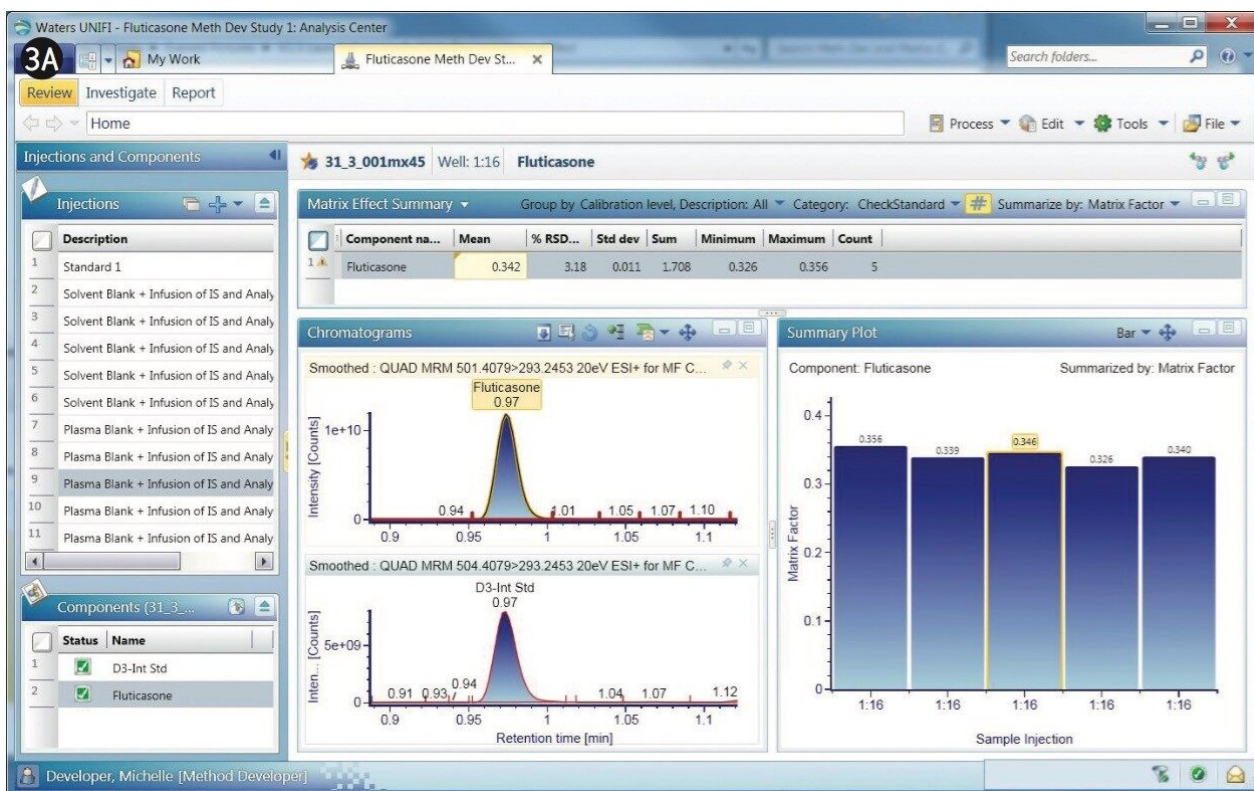 Waters UNIFI - Fluticasone Meth Dev Study 1: Analysis Center
3A
My Work
Fluticasone Meth Dev St...
Search folders...
Review Investigate Report
Home
Process Edit Tools File
Injections and Components
31_3_001mx45 Well: 1:16 Fluticasone
Injections
Description
1 Standard 1
2 Solvent Blank + Infusion of IS and Analy
3 Solvent Blank + Infusion of IS and Analy
4 Solvent Blank + Infusion of IS and Analy
5 Solvent Blank + Infusion of IS and Analy
6 Solvent Blank + Infusion of IS and Analy
7 Plasma Blank + Infusion of IS and Analy
8 Plasma Blank + Infusion of IS and Analy
9 Plasma Blank + Infusion of IS and Analy
10 Plasma Blank + Infusion of IS and Analy
11 Plasma Blank + Infusion of IS and Analy
Components (31_3_...
Status Name
1 D3-Int Std
2 Fluticasone
Matrix Effect Summary Group by Calibration level, Description: All Category: CheckStandard # Summarize by: Matrix Factor
Component na... Mean % RSD... Std dev Sum Minimum Maximum Count
1 Fluticasone 0.342 3.18 0.011 1.708 0.326 0.356 5
Chromatograms
Smoothed : QUAD MRM 501.4079>293.2453 20eV ESI+ for MF C...
Fluticasone
0.97
Intensity [Counts]
1e+10
0
0.94 1.01 1.05 1.07 1.10
0.9 0.95 1 1.05 1.1
Smoothed : QUAD MRM 504.4079>293.2453 20eV ESI+ for MF C...
D3-Int Std
0.97
Inten... [Counts]
5e+09
0
0.91 0.93 0.94 1.04 1.07 1.12
0.9 0.95 1 1.05 1.1
Retention time [min]
Summary Plot Bar
Component: Fluticasone Summarized by: Matrix Factor
Matrix Factor
0.4
0.3
0.2
0.1
0
0.356 0.339 0.346 0.326 0.340
1:16 1:16 1:16 1:16 1:16
Sample Injection
Developer, Michelle [Method Developer]